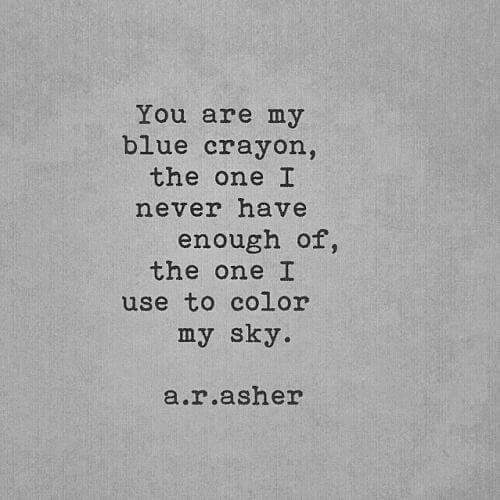 You are my
blue crayon,
the one I
never have
enough of,
the one I
use to color
my sky.
a.r.asher